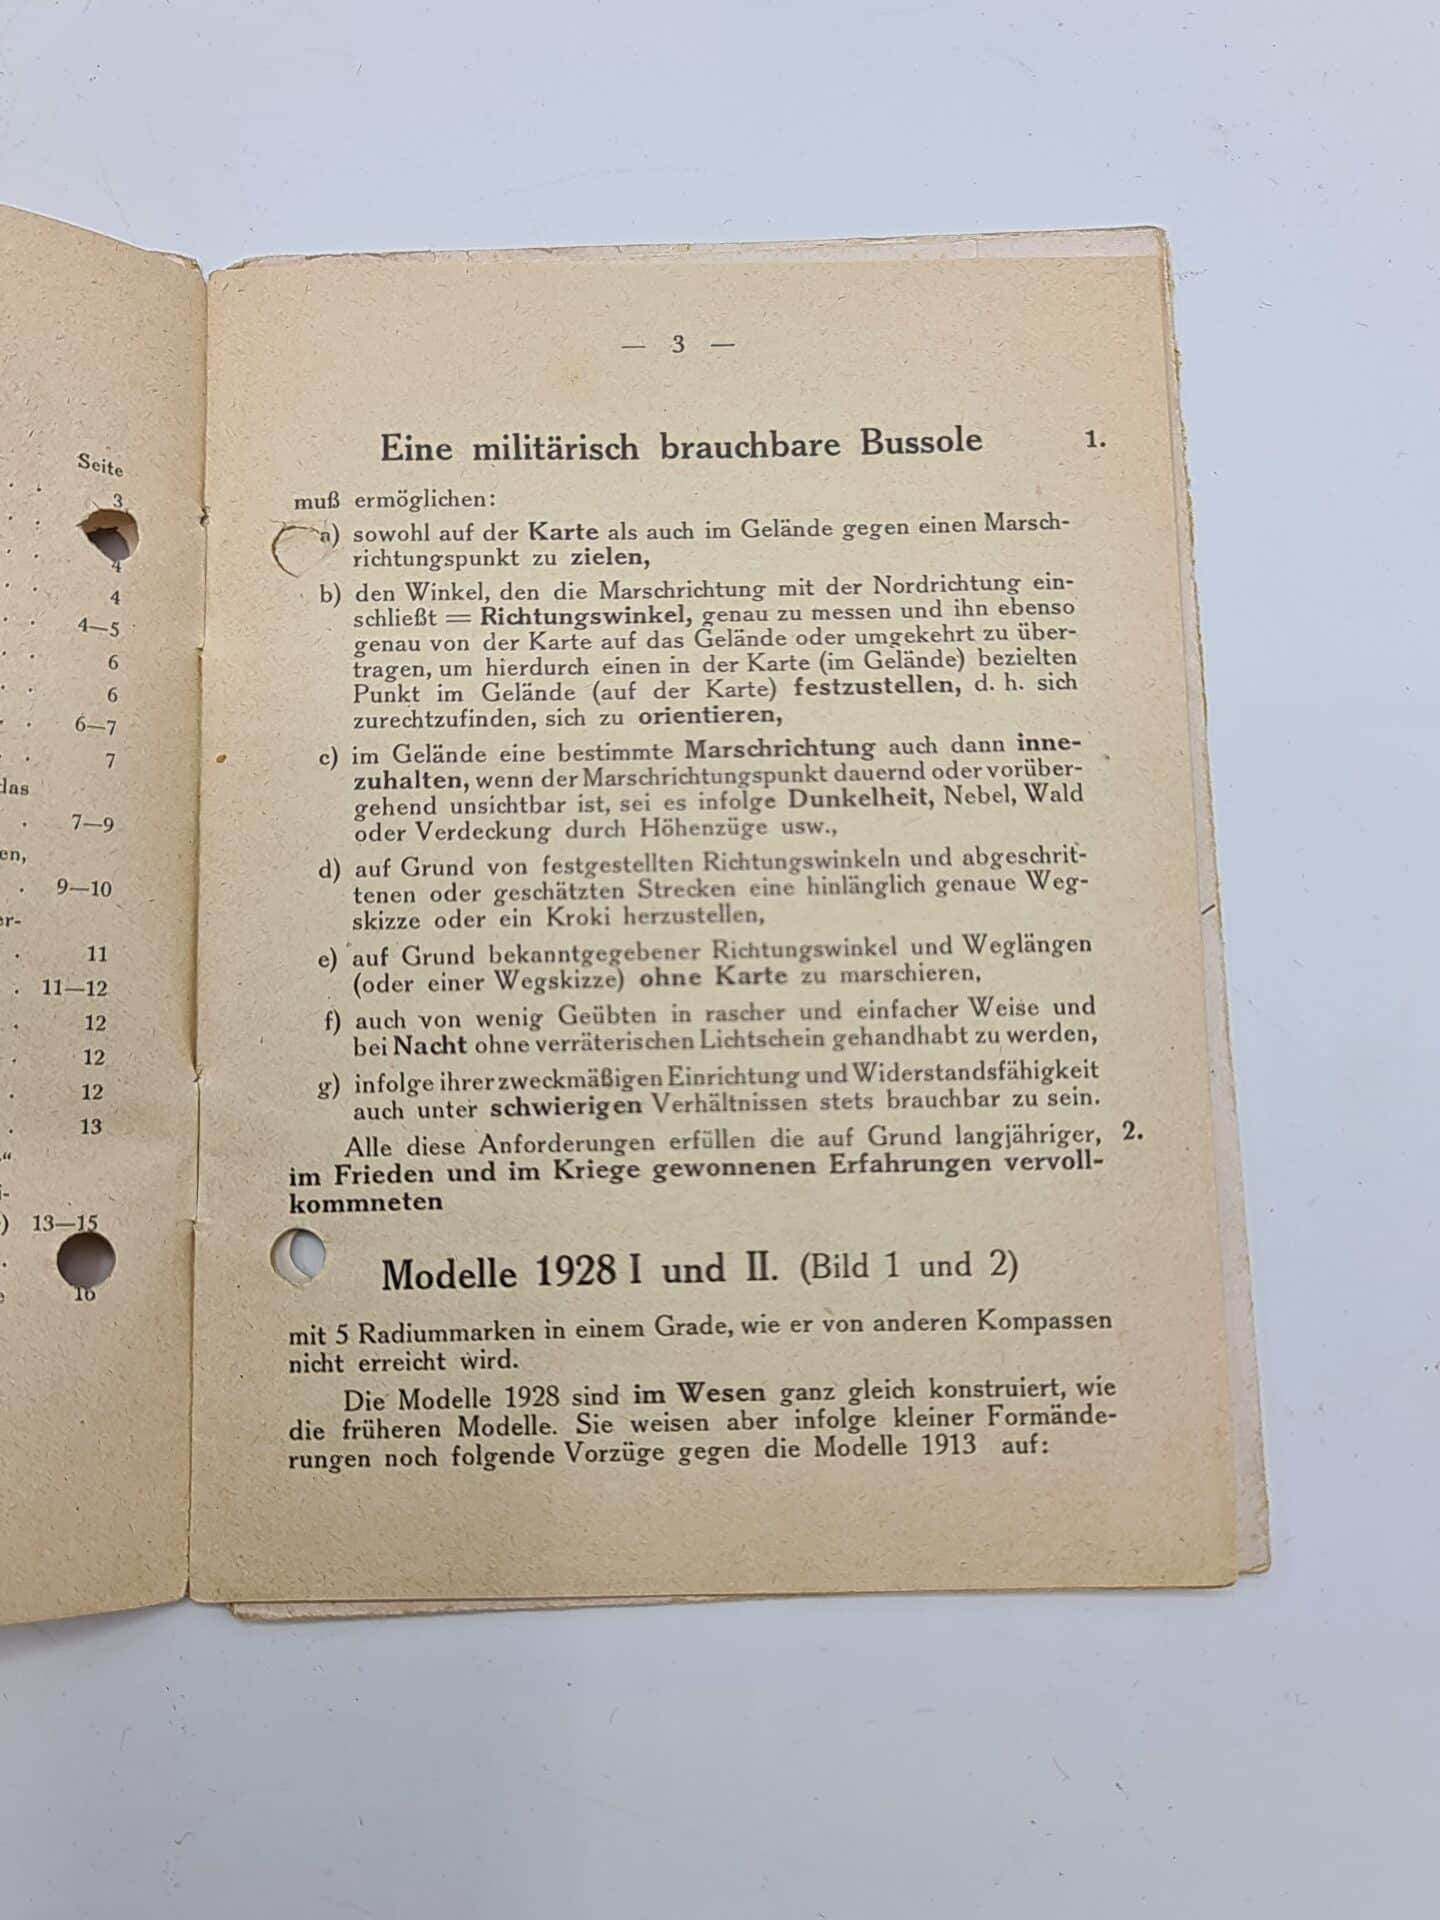 Seite
3
4
4
4—5
6
6
6—7
7
das
7—9
en,
9—10
er-
11
11—12
12
12
12
13
“
i-
) 13—15
16
— 3 —
Eine militärisch brauchbare Bussole 1.
muß ermöglichen:
a) sowohl auf der Karte als auch im Gelände gegen einen Marsch-
richtungspunkt zu zielen,
b) den Winkel, den die Marschrichtung mit der Nordrichtung ein-
schließt = Richtungswinkel, genau zu messen und ihn ebenso
genau von der Karte auf das Gelände oder umgekehrt zu über-
tragen, um hierdurch einen in der Karte (im Gelände) bezielten
Punkt im Gelände (auf der Karte) festzustellen, d. h. sich
zurechtzufinden, sich zu orientieren,
c) im Gelände eine bestimmte Marschrichtung auch dann inne-
zuhalten, wenn der Marschrichtungspunkt dauernd oder vorüber-
gehend unsichtbar ist, sei es infolge Dunkelheit, Nebel, Wald
oder Verdeckung durch Höhenzüge usw.,
d) auf Grund von festgestellten Richtungswinkeln und abgeschrit-
tenen oder geschätzten Strecken eine hinlänglich genaue Weg-
skizze oder ein Kroki herzustellen,
e) auf Grund bekanntgegebener Richtungswinkel und Weglängen
(oder einer Wegskizze) ohne Karte zu marschieren,
f) auch von wenig Geübten in rascher und einfacher Weise und
bei Nacht ohne verräterischen Lichtschein gehandhabt zu werden,
g) infolge ihrer zweckmäßigen Einrichtung und Widerstandsfähigkeit
auch unter schwierigen Verhältnissen stets brauchbar zu sein.
Alle diese Anforderungen erfüllen die auf Grund langjähriger, 2.
im Frieden und im Kriege gewonnenen Erfahrungen vervoll-
kommneten
Modelle 1928 I und II. (Bild 1 und 2)
mit 5 Radiummarken in einem Grade, wie er von anderen Kompassen
nicht erreicht wird.
Die Modelle 1928 sind im Wesen ganz gleich konstruiert, wie
die früheren Modelle. Sie weisen aber infolge kleiner Formände-
rungen noch folgende Vorzüge gegen die Modelle 1913 auf: